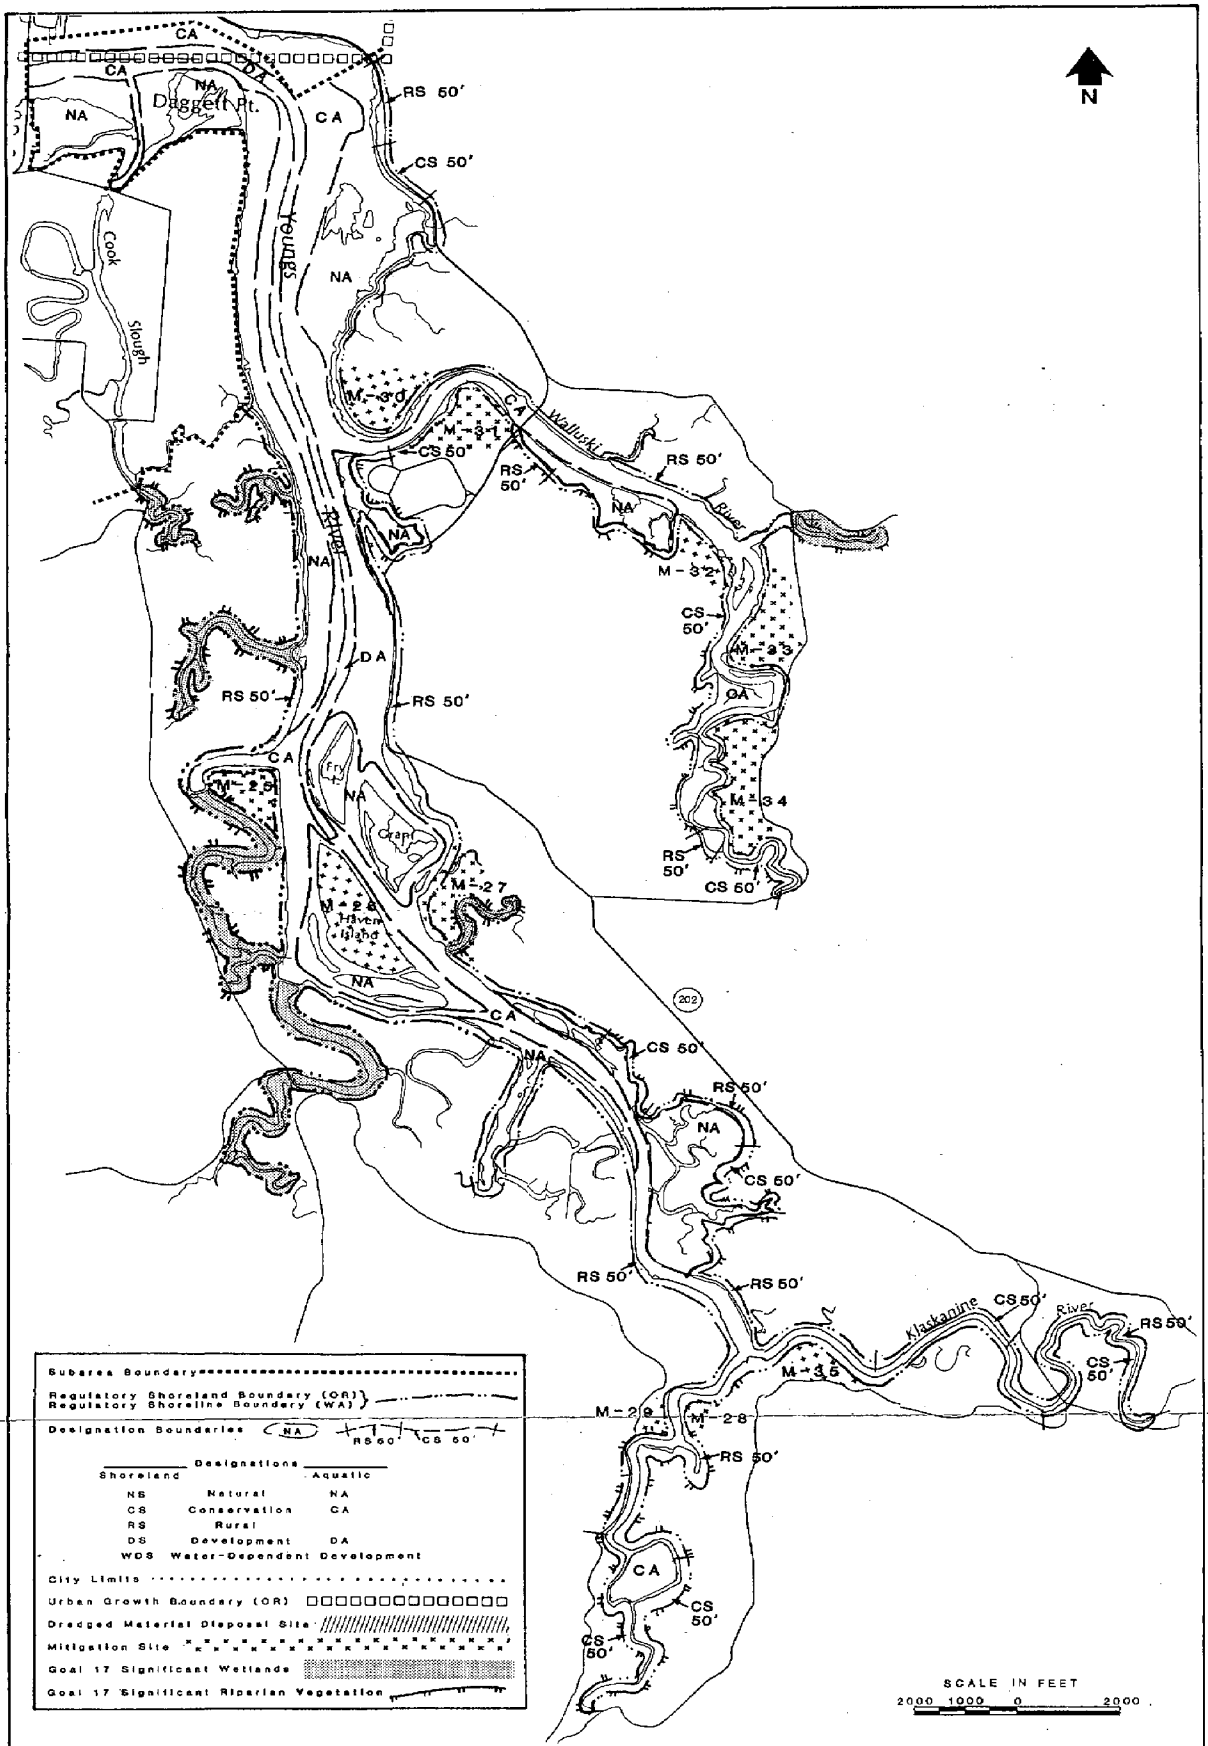 CA
CA
DA
NA
Daggett Pt.
NA
CA
RS 50'
N
CS 50'
Youngs
Cook
Slough
NA
M-30
CA
M-31
Walluski
CS 50'
RS
50'
RS 50'
River
NA
NA
River
NA
M-32
CS
50'
M-33
DA
RS 50'
RS 50'
CA
CA
Fry
M-25
NA
M-34
Grant
RS
50'
CS 50'
M-27
M-26
Haven
Island
NA
202
CA
NA
CS 50'
RS 50'
NA
CS 50'
RS 50'
RS 50'
Klaskanine
CS 50'
River
RS 50'
CS
50'
M-35
M-29
M-28
RS 50'
CA
CS
50'
CS
50'
Subarea Boundary
Regulatory Shoreland Boundary (OR)}
Regulatory Shoreline Boundary (WA)}
Designation Boundaries NA RS 50' CS 50'
Designations
Shoreland Aquatic
NS Natural NA
CS Conservation CA
RS Rural
DS Development DA
WDS Water-Dependent Development
City Limits
Urban Growth Boundary (OR)
Dredged Material Disposal Site
Mitigation Site
Goal 17 Significant Wetlands
Goal 17 Significant Riparian Vegetation
SCALE IN FEET
2000 1000 0 2000